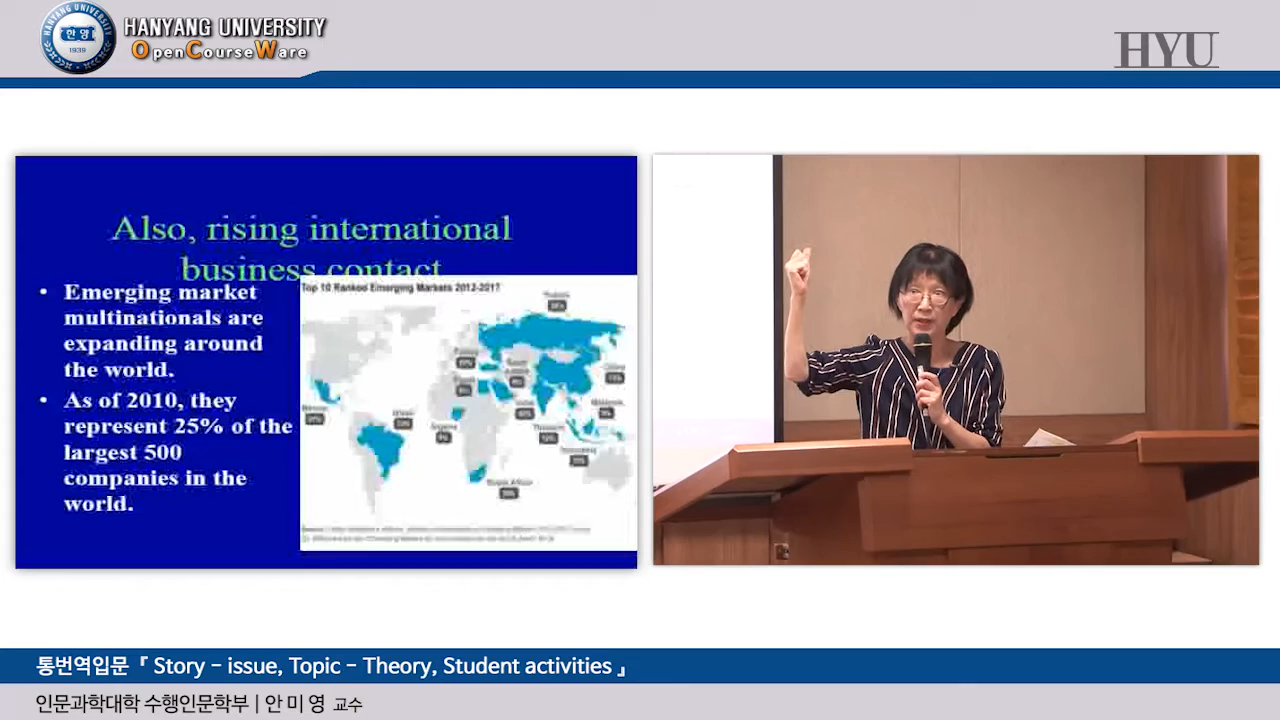 HANYANG UNIVERSITY
한양
1939
OpenCourseWare
HYU
Also, rising international
business contact
• Emerging market
multinationals are
expanding around
the world.
• As of 2010, they
represent 25% of the
largest 500
companies in the
world.
Top 10 Ranked Emerging Markets 2012-2017
통번역입문『 Story - issue, Topic - Theory, Student activities 』
인문과학대학 수행인문학부 | 안 미 영 교수